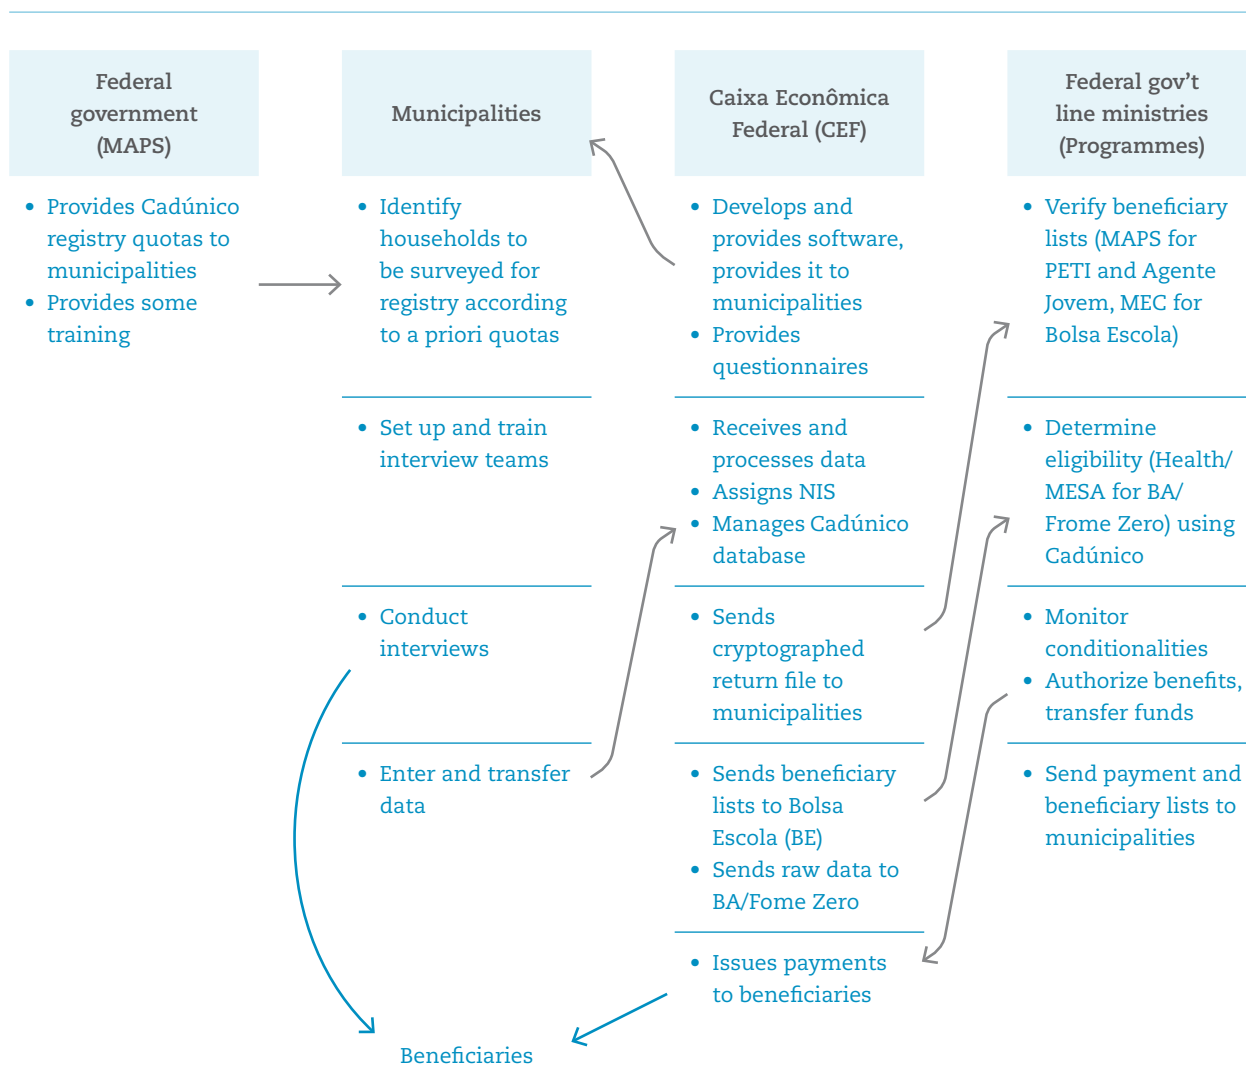 Federal
government
(MAPS)
• Provides Cadúnico
registry quotas to
municipalities
• Provides some
training
Municipalities
• Identify
households to
be surveyed for
registry according
to a priori quotas
• Set up and train
interview teams
• Conduct
interviews
• Enter and transfer
data
Caixa Econômica
Federal (CEF)
• Develops and
provides software,
provides it to
municipalities
• Provides
questionnaires
• Receives and
processes data
• Assigns NIS
• Manages Cadúnico
database
• Sends
cryptographed
return file to
municipalities
• Sends beneficiary
lists to Bolsa
Escola (BE)
• Sends raw data to
BA/Fome Zero
• Issues payments
to beneficiaries
Federal gov’t
line ministries
(Programmes)
• Verify beneficiary
lists (MAPS for
PETI and Agente
Jovem, MEC for
Bolsa Escola)
• Determine
eligibility (Health/
MESA for BA/
Frome Zero) using
Cadúnico
• Monitor
conditionalities
• Authorize benefits,
transfer funds
• Send payment and
beneficiary lists to
municipalities
Beneficiaries